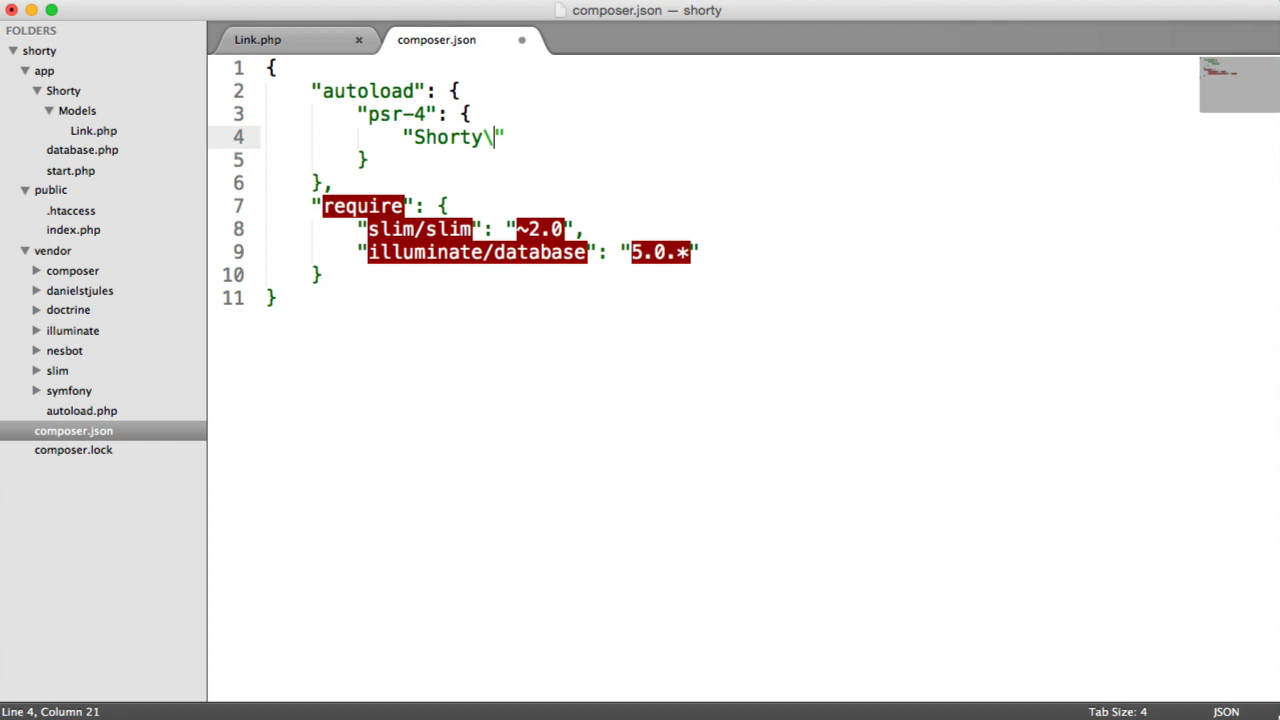 composer.json — shorty
FOLDERS
shorty
app
Shorty
Models
Link.php
database.php
start.php
public
.htaccess
index.php
vendor
composer
danielstjules
doctrine
illuminate
nesbot
slim
symfony
autoload.php
composer.json
composer.lock
Link.php × composer.json
1 {
2 "autoload": {
3 "psr-4": {
4 "Shorty\"
5 }
6 },
7 "require": {
8 "slim/slim": "~2.0",
9 "illuminate/database": "5.0.*"
10 }
11 }
Line 4, Column 21 Tab Size: 4 JSON